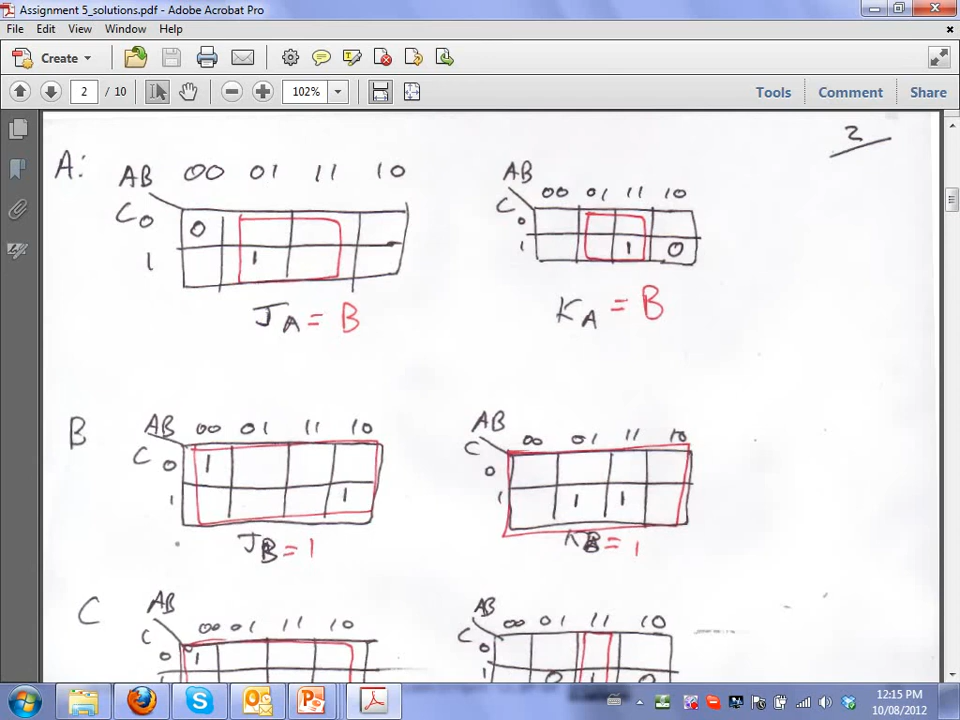 Assignment 5_solutions.pdf - Adobe Acrobat Pro
File Edit View Window Help
Create
2 / 10 102% Tools Comment Share
2
A: AB 00 01 11 10
C 0 0
1 1
JA = B
AB 00 01 11 10
C 0
1 1 0
KA = B
B AB 00 01 11 10
C 0 1
1 1
JB = 1
AB 00 01 11 10
C 0
1 1 1
KB = 1
C AB 00 01 11 10
C 0 1
AB 00 01 11 10
C 0
12:15 PM
10/08/2012